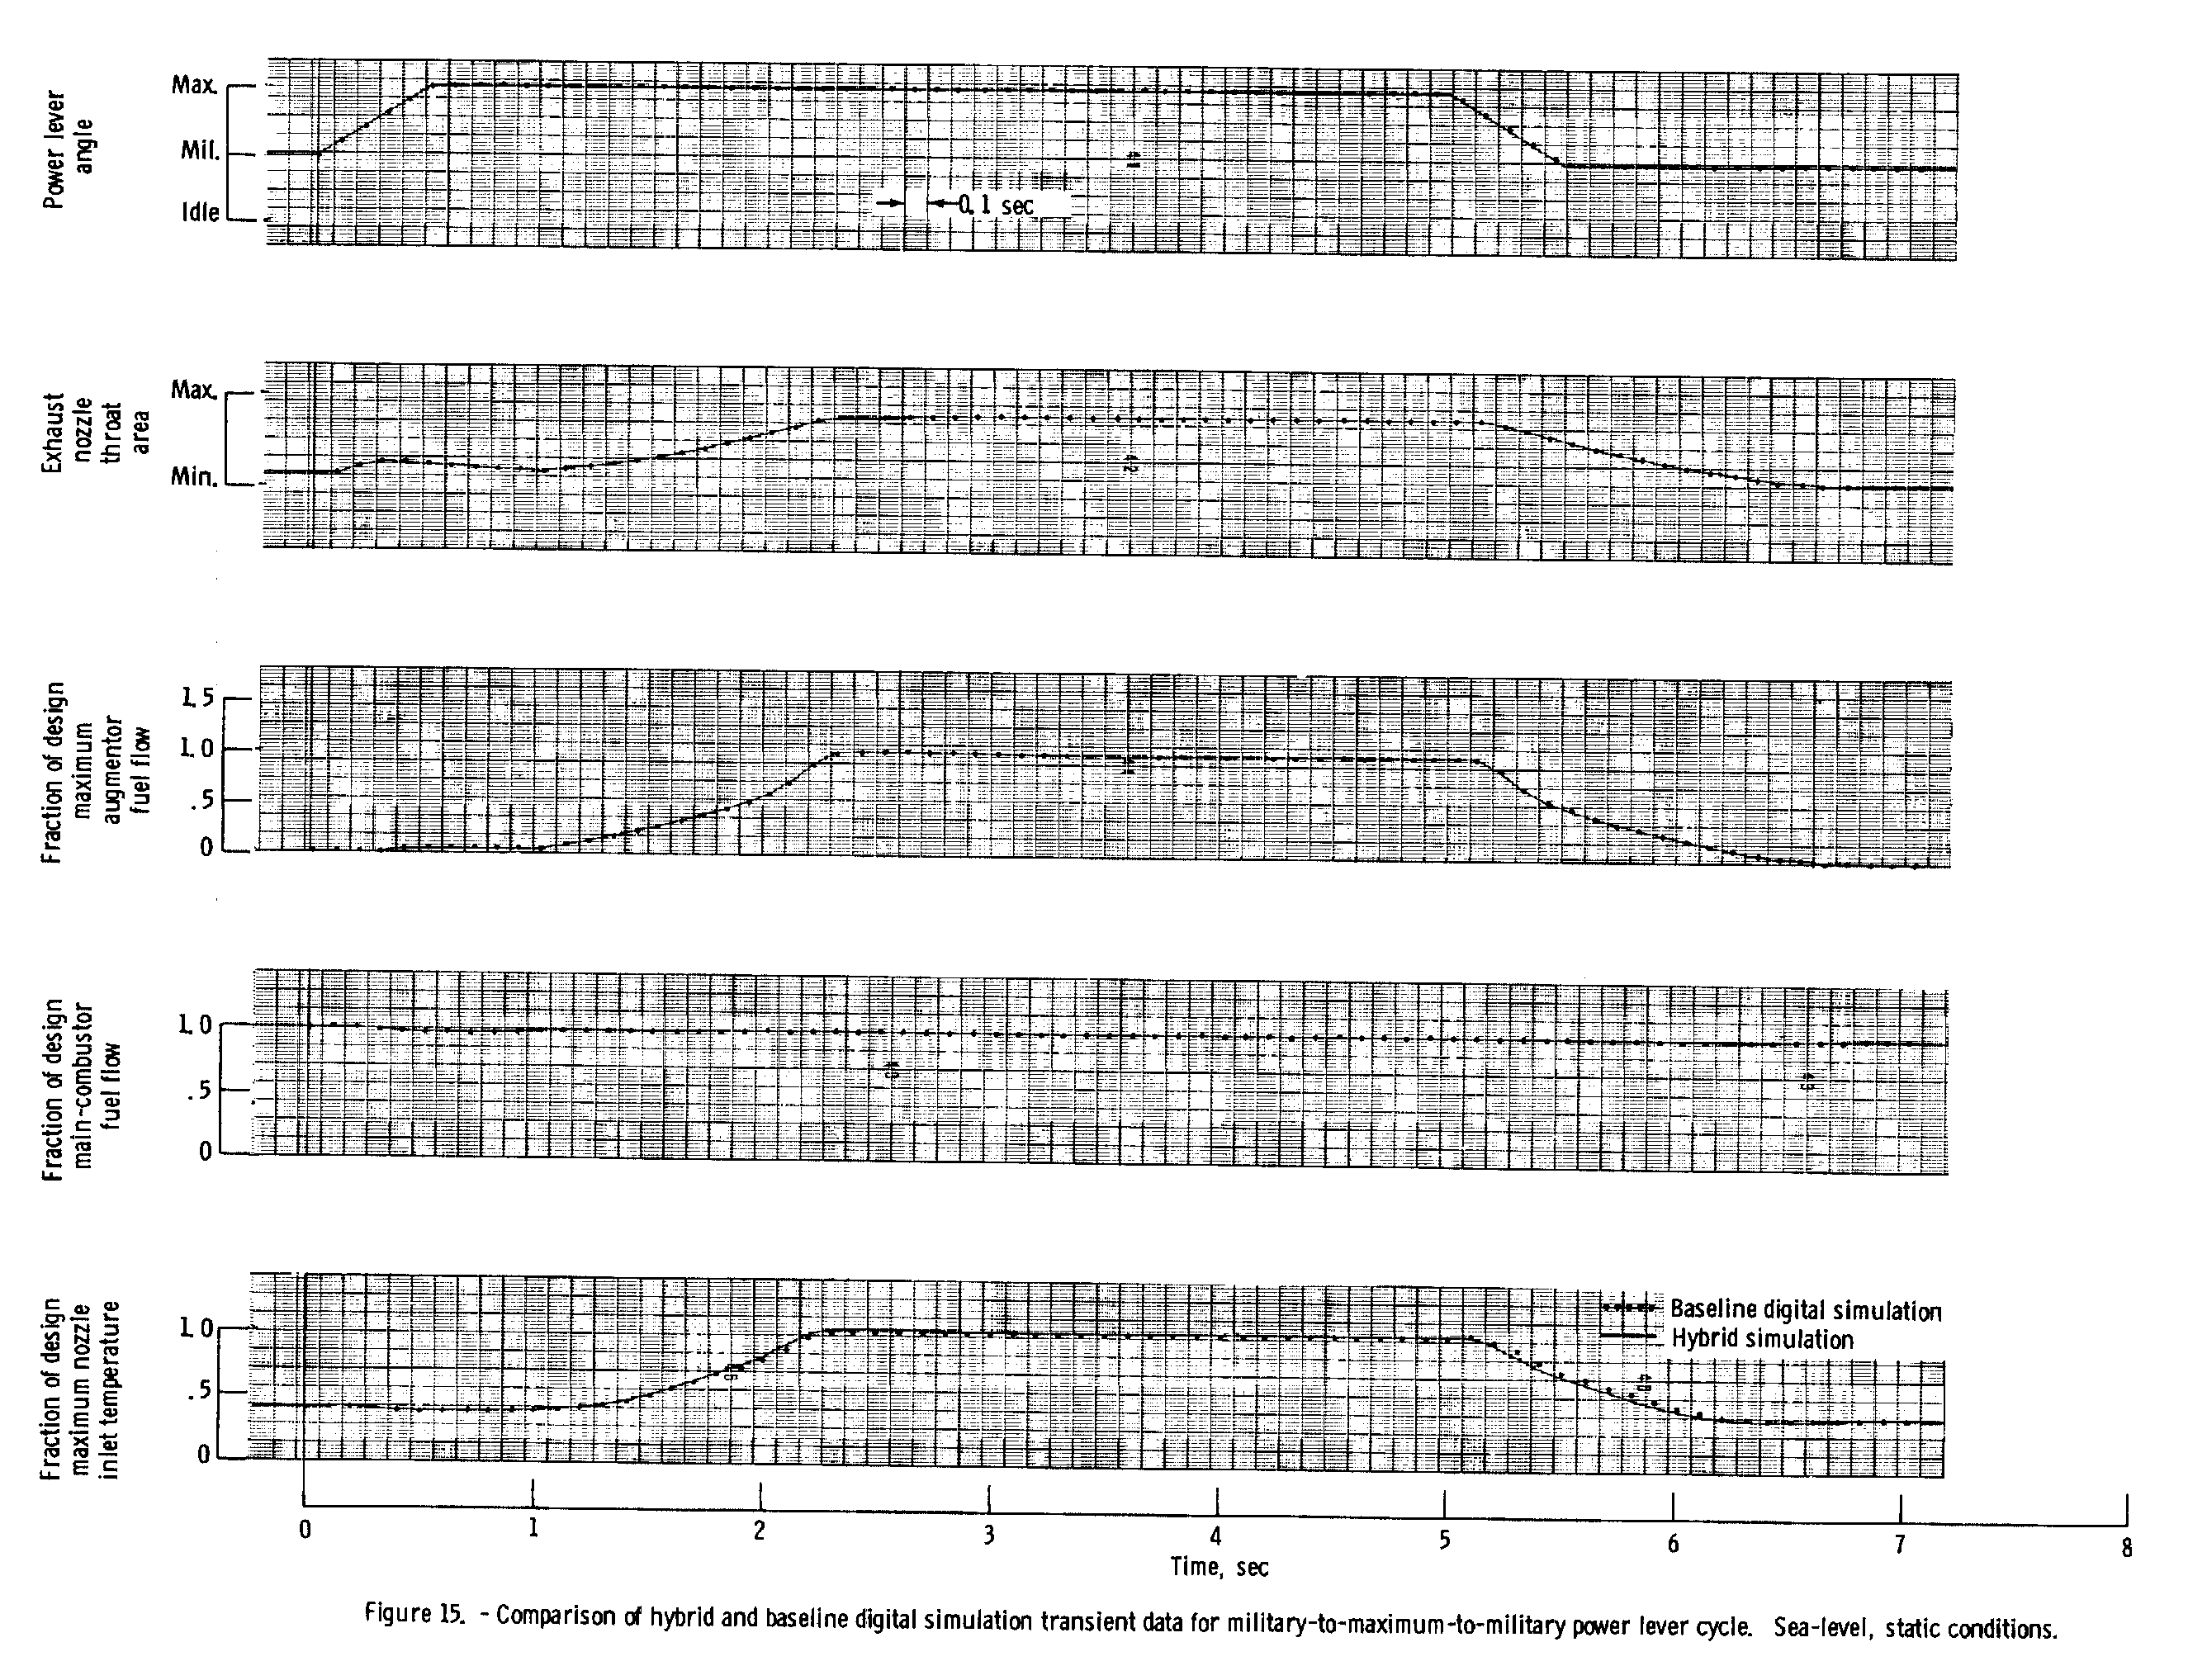 Power lever
angle
Max.
Mil.
Idle
0.1 sec
Exhaust
nozzle
throat
area
Max.
Min.
42
Fraction of design
maximum
augmentor
fuel flow
1.5
1.0
.5
0
Fraction of design
main-combustor
fuel flow
1.0
.5
0
Fraction of design
maximum nozzle
inlet temperature
1.0
.5
0
Baseline digital simulation
Hybrid simulation
0 1 2 3 4 5 6 7 8
Time, sec
Figure 15. - Comparison of hybrid and baseline digital simulation transient data for military-to-maximum-to-military power lever cycle. Sea-level, static conditions.